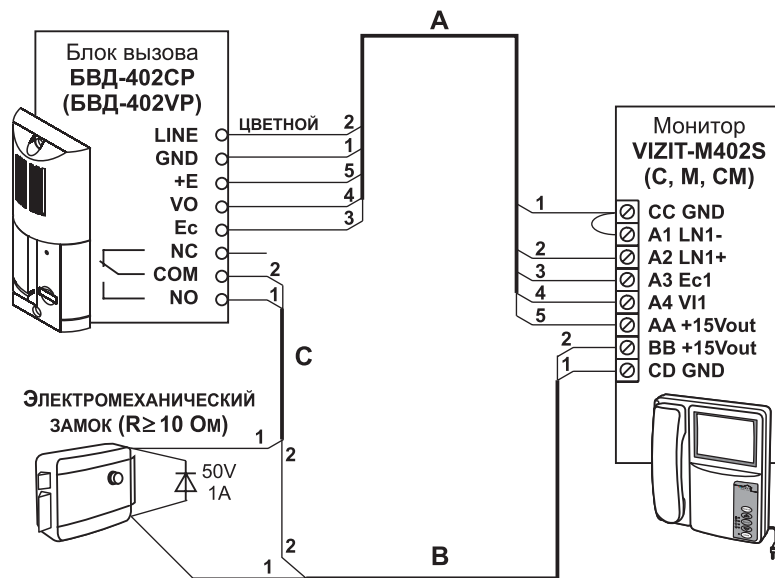 A
Блок вызова
БВД-402CP
(БВД-402VP)
LINE
ЦВЕТНОЙ
2
GND
1
+E
5
VO
4
Ec
3
NC
COM
2
NO
1
Монитор
VIZIT-M402S
(С, М, СМ)
1
CC GND
A1 LN1-
2
A2 LN1+
3
A3 Ec1
4
A4 VI1
5
AA +15Vout
2
BB +15Vout
1
CD GND
C
ЭЛЕКТРОМЕХАНИЧЕСКИЙ
ЗАМОК (R≥10 ОМ)
1
2
50V
1A
2
1
B